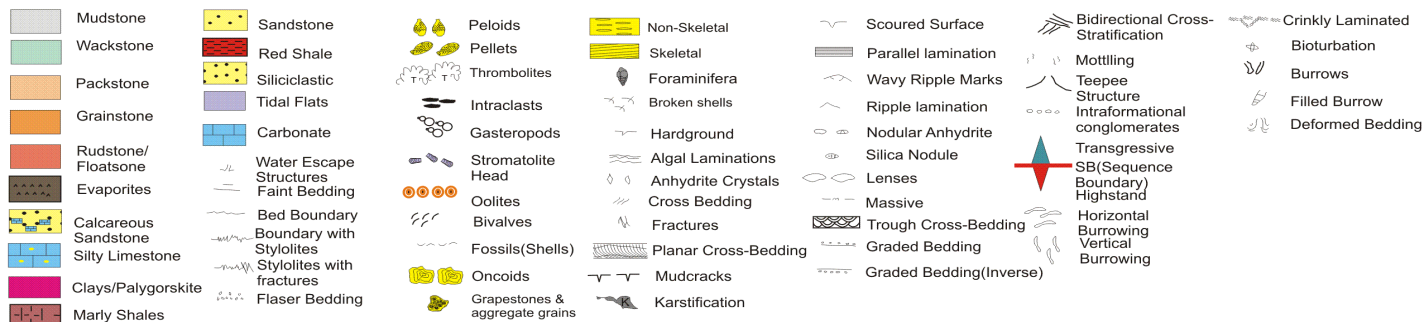 Mudstone
Wackstone
Packstone
Grainstone
Rudstone/
Floatsone
Evaporites
Calcareous
Sandstone
Silty Limestone
Clays/Palygorskite
Marly Shales
Sandstone
Red Shale
Siliciclastic
Tidal Flats
Carbonate
Water Escape
Structures
Faint Bedding
Bed Boundary
Boundary with
Stylolites
Stylolites with
fractures
Flaser Bedding
Peloids
Pellets
T T
Thrombolites
Intraclasts
Gasteropods
Stromatolite
Head
Oolites
Bivalves
Fossils(Shells)
Oncoids
Grapestones &
aggregate grains
Non-Skeletal
Skeletal
Foraminifera
Broken shells
Hardground
Algal Laminations
Anhydrite Crystals
Cross Bedding
Fractures
Planar Cross-Bedding
Mudcracks
K
Karstification
Scoured Surface
Parallel lamination
Wavy Ripple Marks
Ripple lamination
Nodular Anhydrite
Silica Nodule
Lenses
Massive
Trough Cross-Bedding
Graded Bedding
Graded Bedding(Inverse)
Bidirectional Cross-
Stratification
Mottlling
Teepee
Structure
Intraformational
conglomerates
Transgressive
SB(Sequence
Boundary)
Highstand
Horizontal
Burrowing
Vertical
Burrowing
Crinkly Laminated
Bioturbation
Burrows
Filled Burrow
Deformed Bedding